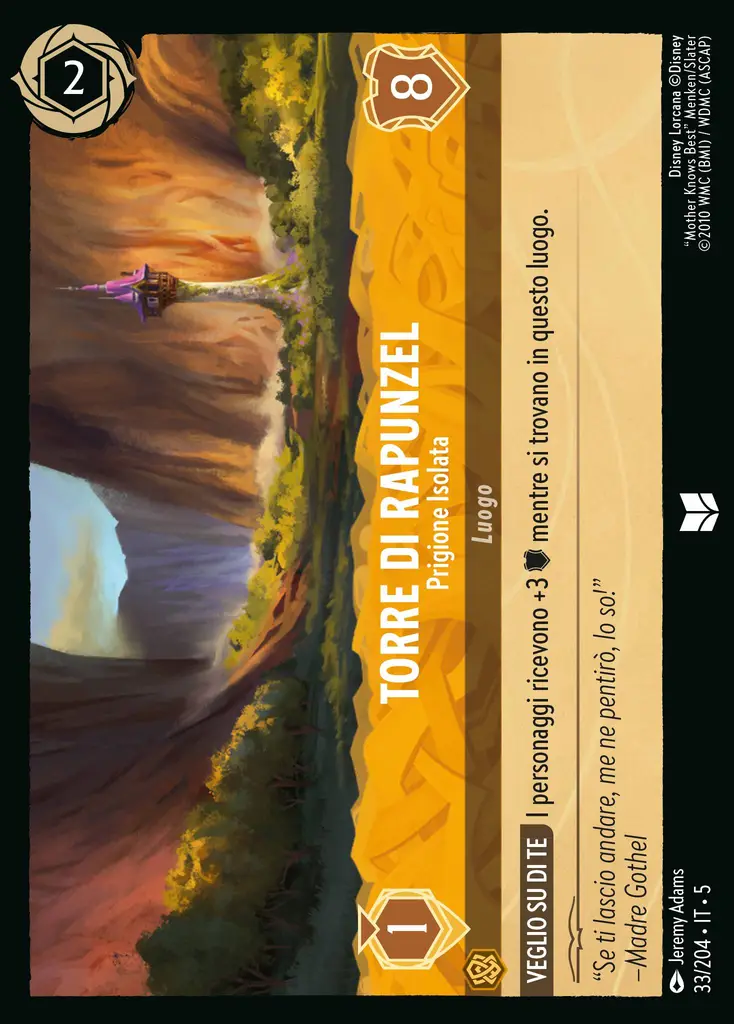 2
1
TORRE DI RAPUNZEL
8
Prigione Isolata
Luogo
VEGLIO SU DI TE I personaggi ricevono +3 mentre si trovano in questo luogo.
“Se ti lascio andare, me ne pentirò, lo so!”
–Madre Gothel
Jeremy Adams
33/204 • IT • 5
Disney Lorcana ©Disney
“Mother Knows Best” Menken/Slater
©2010 WMC (BMI) / WDMC (ASCAP)